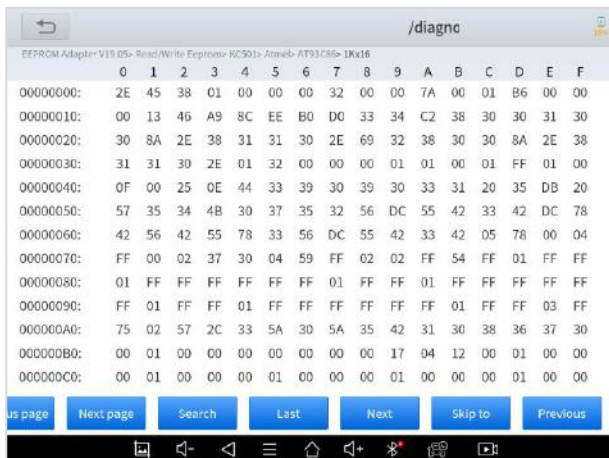 /diagno
EEPROM Adapter V19.05> Read/Write Eeprom> KC501> Atmel> AT93C86> 1Kx16
0 1 2 3 4 5 6 7 8 9 A B C D E F
00000000: 2E 45 38 01 00 00 00 32 00 00 7A 00 01 B6 00 00
00000010: 00 13 46 A9 8C EE B0 D0 33 34 C2 38 30 30 31 30
00000020: 30 8A 2E 38 31 31 30 2E 69 32 38 30 30 8A 2E 38
00000030: 31 31 30 2E 01 32 00 00 00 01 01 00 01 FF 01 00
00000040: 0F 00 25 0E 44 33 39 30 39 30 33 31 20 35 DB 20
00000050: 57 35 34 4B 30 37 35 32 56 DC 55 42 33 42 DC 78
00000060: 42 56 42 55 78 33 56 DC 55 42 33 42 05 78 00 04
00000070: FF 00 02 37 30 04 59 FF 02 02 FF 54 FF 01 FF FF
00000080: 01 FF FF FF FF FF FF 01 FF FF 01 FF FF FF FF FF
00000090: FF 01 FF FF 01 FF FF FF FF FF FF 01 FF FF 03 FF
000000A0: 75 02 57 2C 33 5A 30 5A 35 42 31 30 38 36 37 30
000000B0: 00 01 00 00 00 00 00 00 00 17 04 12 00 01 00 00
000000C0: 00 01 00 00 00 01 00 00 00 01 00 00 00 01 00 00
us page Next page Search Last Next Skip to Previous